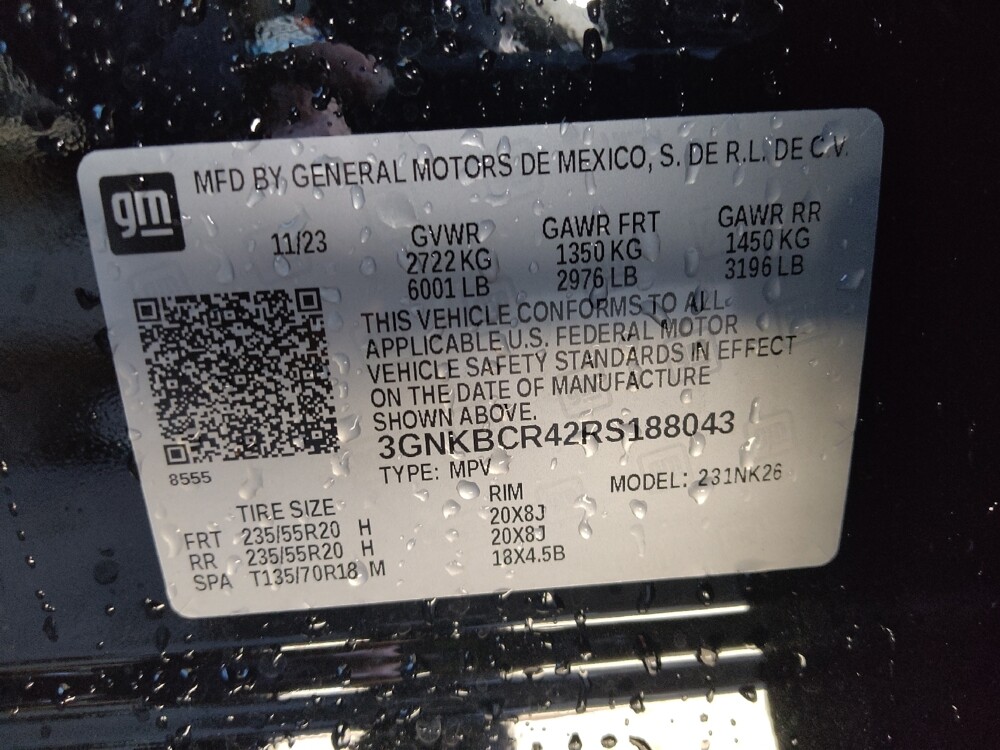 gm
MFD BY GENERAL MOTORS DE MEXICO, S. DE R.L. DE C.V.
11/23
GVWR GAWR FRT GAWR RR
2722 KG 1350 KG 1450 KG
6001 LB 2976 LB 3196 LB
THIS VEHICLE CONFORMS TO ALL
APPLICABLE U.S. FEDERAL MOTOR
VEHICLE SAFETY STANDARDS IN EFFECT
ON THE DATE OF MANUFACTURE
SHOWN ABOVE.
3GNKBCR42RS188043
8555
TYPE: MPV MODEL: 231NK26
TIRE SIZE RIM
FRT 235/55R20 H 20X8J
RR 235/55R20 H 20X8J
SPA T135/70R18 M 18X4.5B